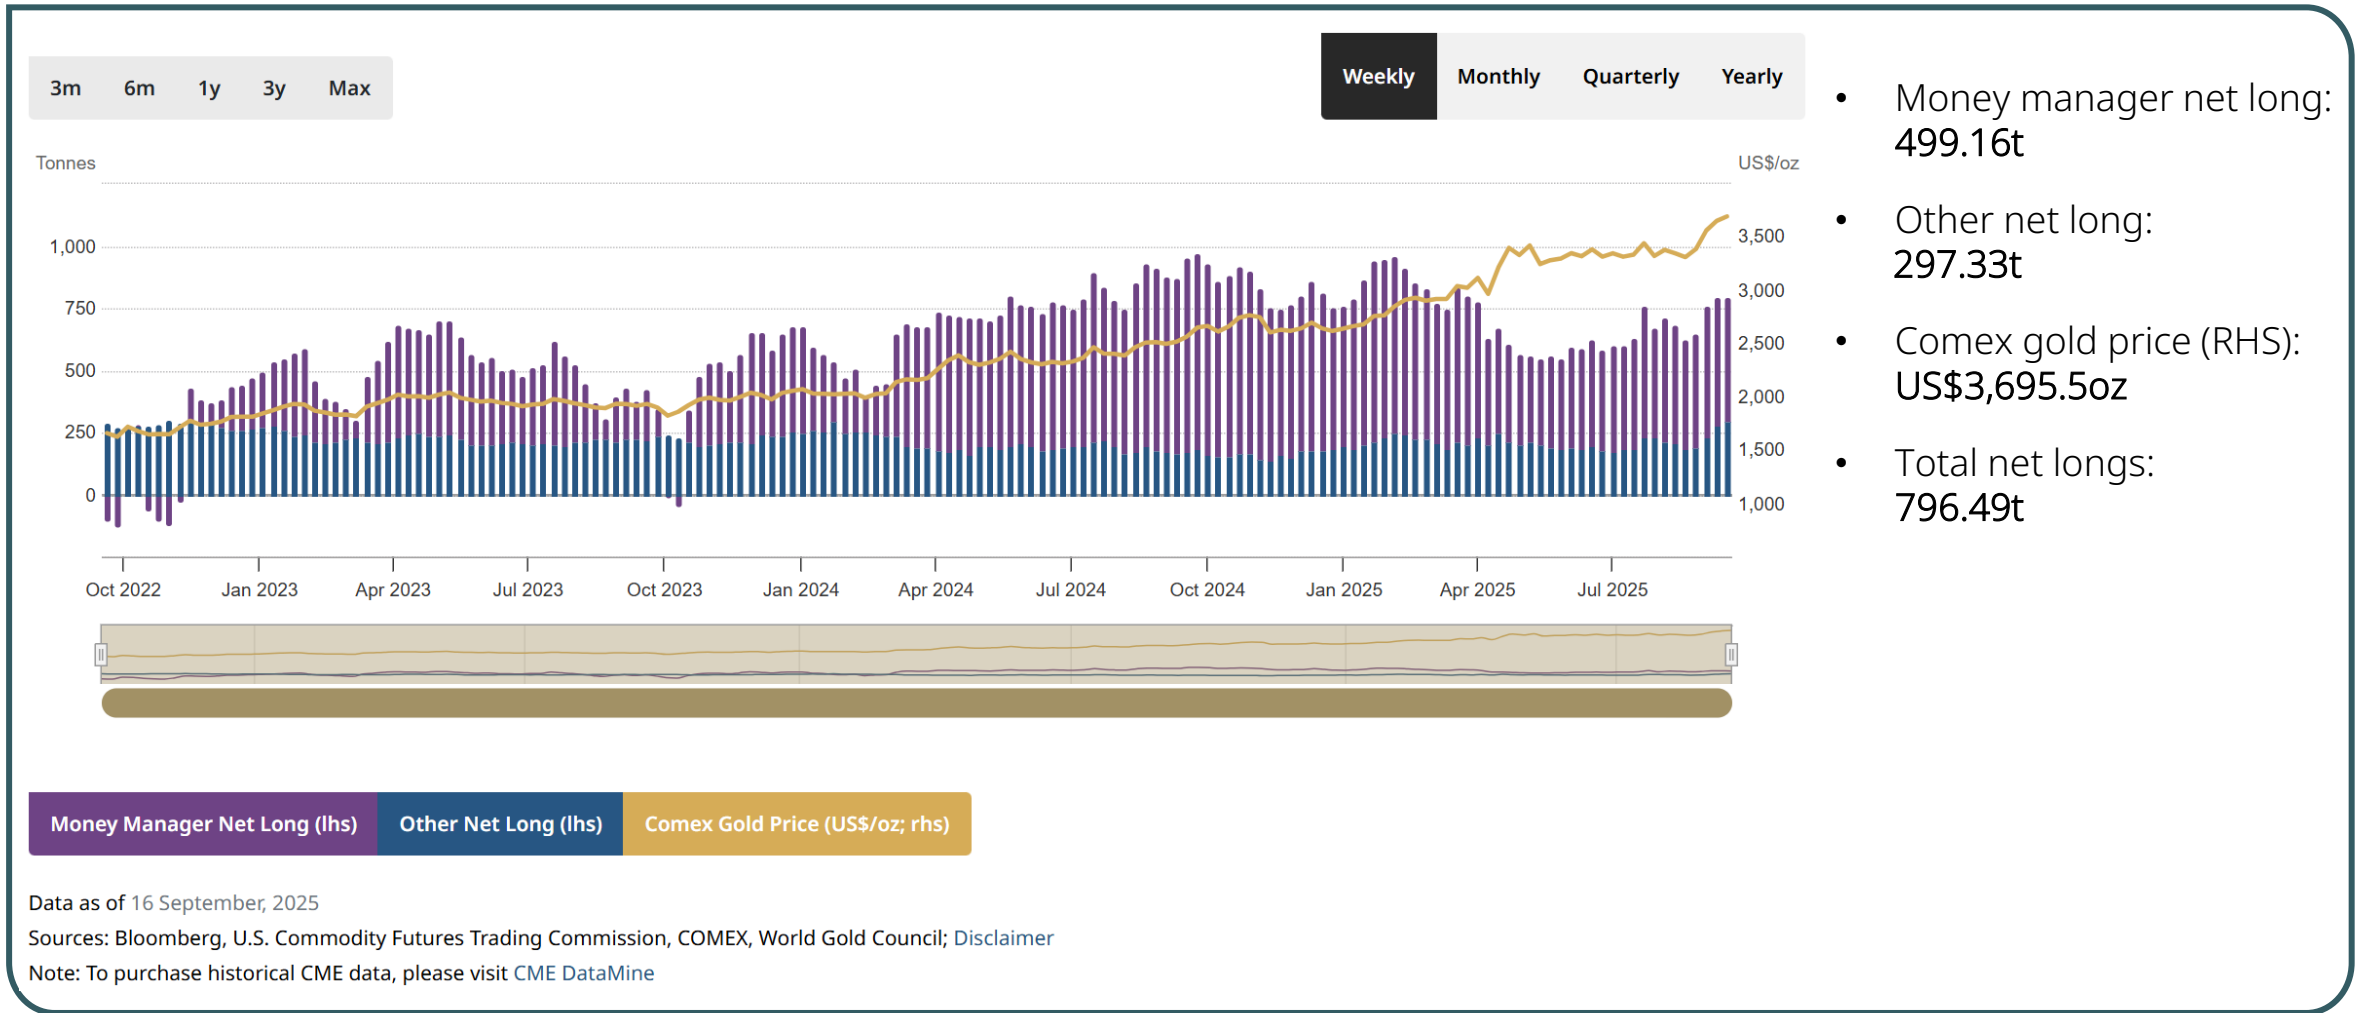 3m 6m 1y 3y Max
Weekly Monthly Quarterly Yearly
Tonnes
US$/oz
1,000
750
500
250
0
3,500
3,000
2,500
2,000
1,500
1,000
Oct 2022 Jan 2023 Apr 2023 Jul 2023 Oct 2023 Jan 2024 Apr 2024 Jul 2024 Oct 2024 Jan 2025 Apr 2025 Jul 2025
Money Manager Net Long (lhs) Other Net Long (lhs) Comex Gold Price (US$/oz; rhs)
Data as of 16 September, 2025
Sources: Bloomberg, U.S. Commodity Futures Trading Commission, COMEX, World Gold Council; Disclaimer
Note: To purchase historical CME data, please visit CME DataMine
• Money manager net long:
499.16t
• Other net long:
297.33t
• Comex gold price (RHS):
US$3,695.5oz
• Total net longs:
796.49t